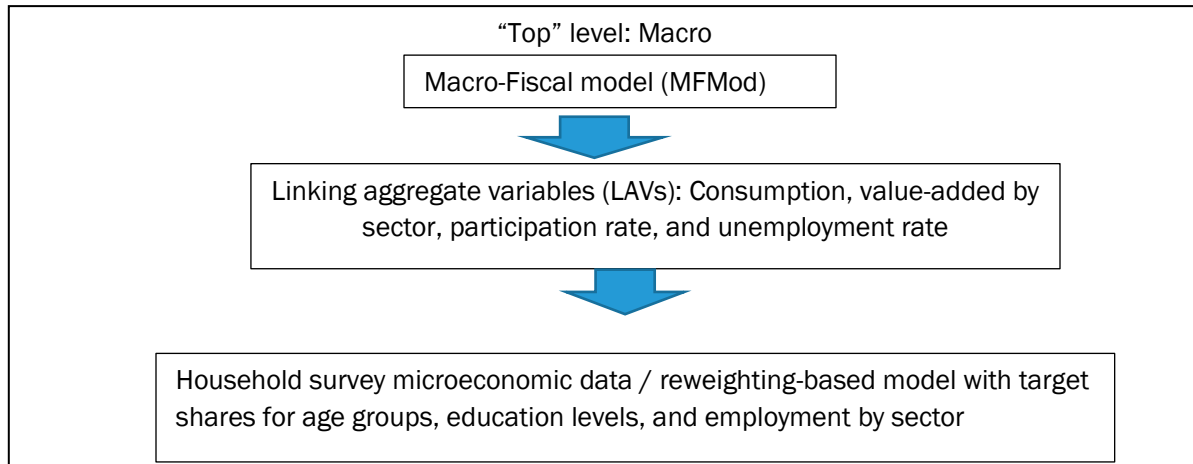 “Top” level: Macro
Macro-Fiscal model (MFMod)
Linking aggregate variables (LAVs): Consumption, value-added by
sector, participation rate, and unemployment rate
Household survey microeconomic data / reweighting-based model with target
shares for age groups, education levels, and employment by sector